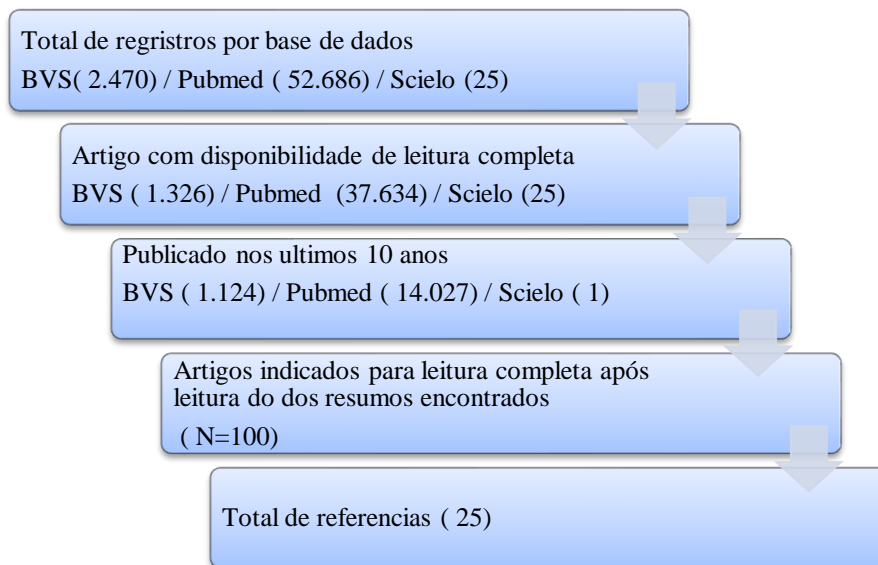 Total de regristros por base de dados
BVS( 2.470) / Pubmed ( 52.686) / Scielo (25)
Artigo com disponibilidade de leitura completa
BVS ( 1.326) / Pubmed (37.634) / Scielo (25)
Publicado nos ultimos 10 anos
BVS ( 1.124) / Pubmed ( 14.027) / Scielo ( 1)
Artigos indicados para leitura completa após
leitura do dos resumos encontrados
( N=100)
Total de referencias ( 25)